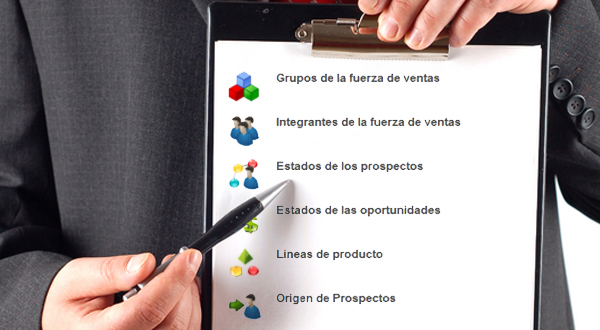 Grupos de la fuerza de ventas
Integrantes de la fuerza de ventas
Estados de los prospectos
Estados de las oportunidades
Líneas de producto
Origen de Prospectos